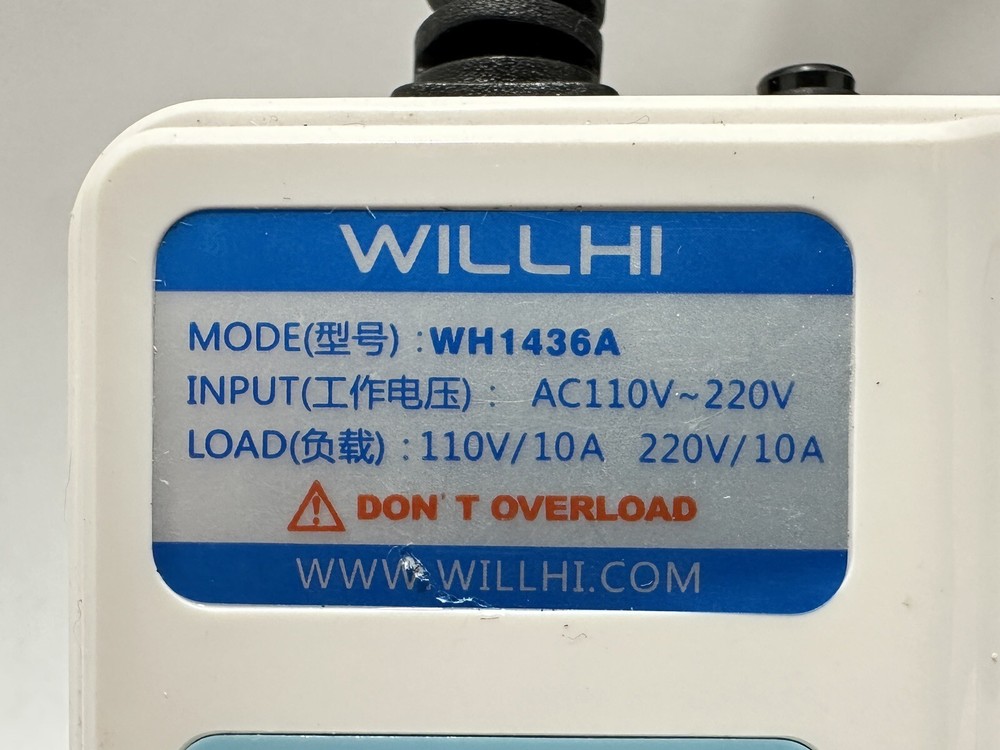 WILLHI
MODE(型号) :WH1436A
INPUT(工作电压) : AC110V~220V
LOAD(负载) :110V/10A 220V/10A
DON'T OVERLOAD
WWW.WILLHI.COM